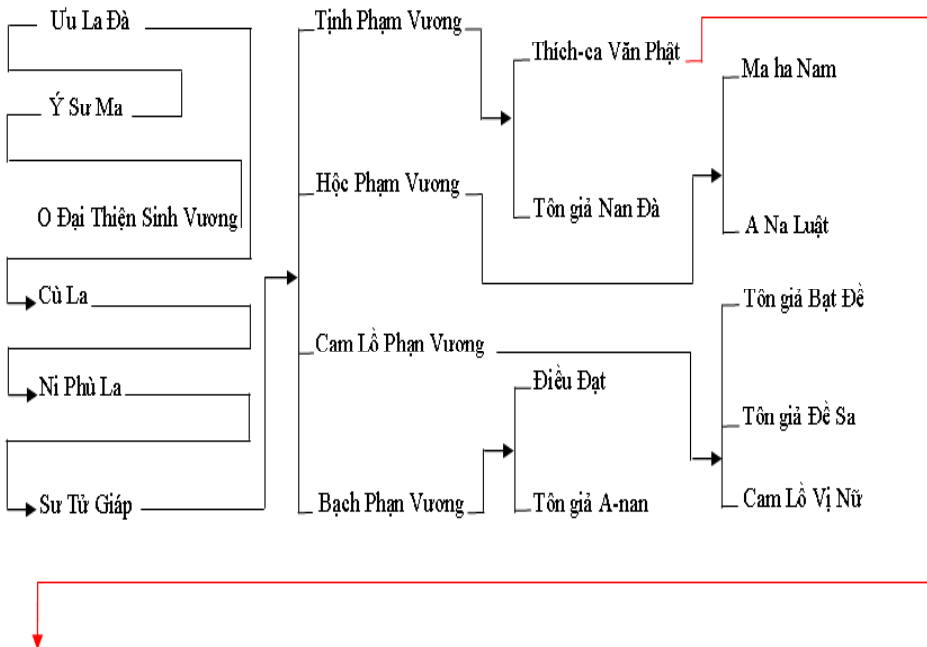 Ưu La Đà
Ý Sư Ma
O Đại Thiện Sinh Vương
Cù La
Ni Phù La
Sư Tử Giáp
Tịnh Phạm Vương
Hộc Phạm Vương
Cam Lồ Phạn Vương
Bạch Phạn Vương
Thích-ca Văn Phật
Tôn giả Nan Đà
Điều Đạt
Tôn giả A-nan
Ma ha Nam
A Na Luật
Tôn giả Bạt Đề
Tôn giả Đề Sa
Cam Lồ Vị Nữ